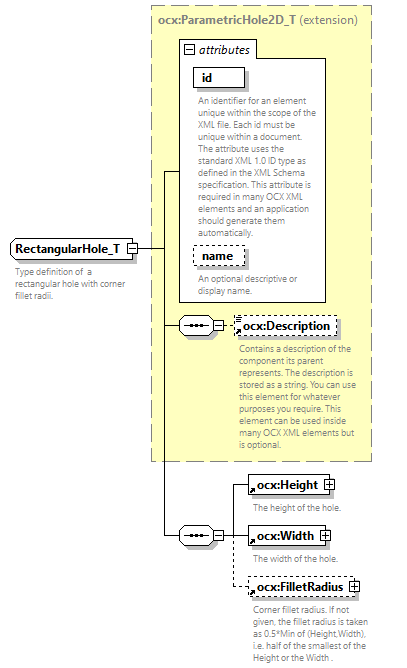 ocx:ParametricHole2D_T (extension)
attributes
id
An identifier for an element
unique within the scope of the
XML file. Each id must be
unique within a document.
The attribute uses the
standard XML 1.0 ID type as
defined in the XML Schema
specification. This attribute is
required in many OCX XML
elements and an application
should generate them
automatically.
name
An optional descriptive or
display name.
RectangularHole_T
Type definition of  a
rectangular hole with corner
fillet radii.
ocx:Description
Contains a description of the
component its parent
represents. The description is
stored as a string. You can use
this element for whatever
purposes you require. This
element can be used inside
many OCX XML elements but
is optional.
ocx:Height
The height of the hole.
ocx:Width
The width of the hole.
ocx:FilletRadius
Corner fillet radius. If not
given, the fillet radius is taken
as 0.5*Min of (Height,Width),
i.e. half of the smallest of the
Height or the Width .